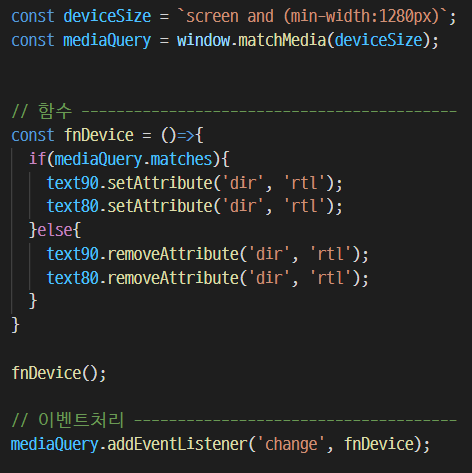 const deviceSize = `screen and (min-width:1280px)`;
const mediaQuery = window.matchMedia(deviceSize);
// 함수 -------------------------------------------
const fnDevice = ()=>{
if(mediaQuery.matches){
text90.setAttribute('dir', 'rtl');
text80.setAttribute('dir', 'rtl');
}else{
text90.removeAttribute('dir', 'rtl');
text80.removeAttribute('dir', 'rtl');
}
}
fnDevice();
// 이벤트처리 -------------------------------------
mediaQuery.addEventListener('change', fnDevice);